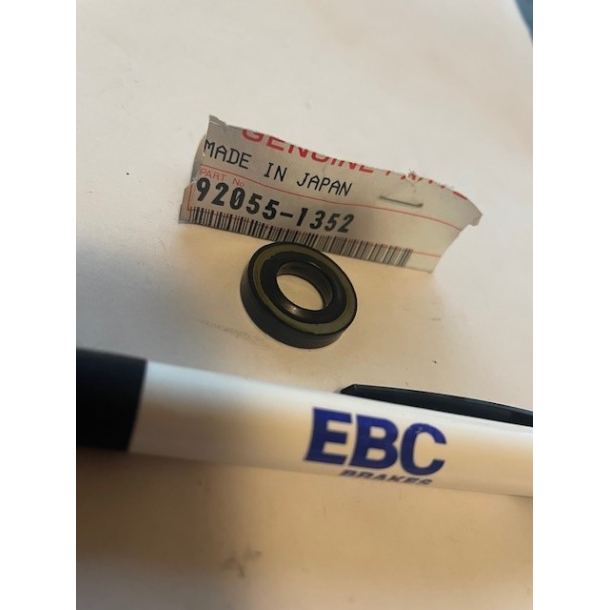 GENUINE PARTS
MADE IN JAPAN
PART No.
92055-1352
EBC
BRAKES